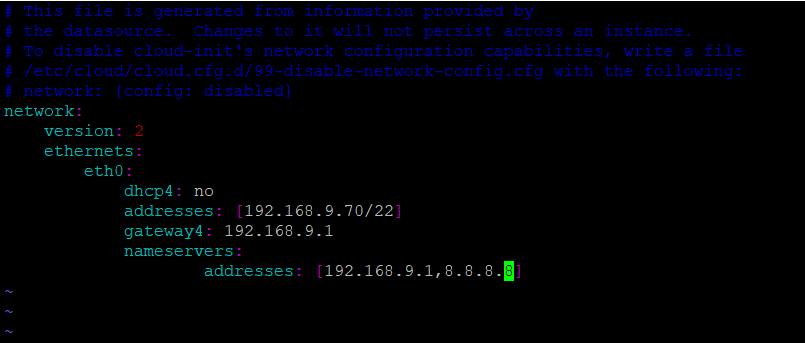 # This file is generated from information provided by
# the datasource.  Changes to it will not persist across an instance.
# To disable cloud-init's network configuration capabilities, write a file
# /etc/cloud/cloud.cfg.d/99-disable-network-config.cfg with the following:
# network: {config: disabled}
network:
    version: 2
    ethernets:
        eth0:
            dhcp4: no
            addresses: [192.168.9.70/22]
            gateway4: 192.168.9.1
            nameservers:
                    addresses: [192.168.9.1,8.8.8.8]
~
~
~